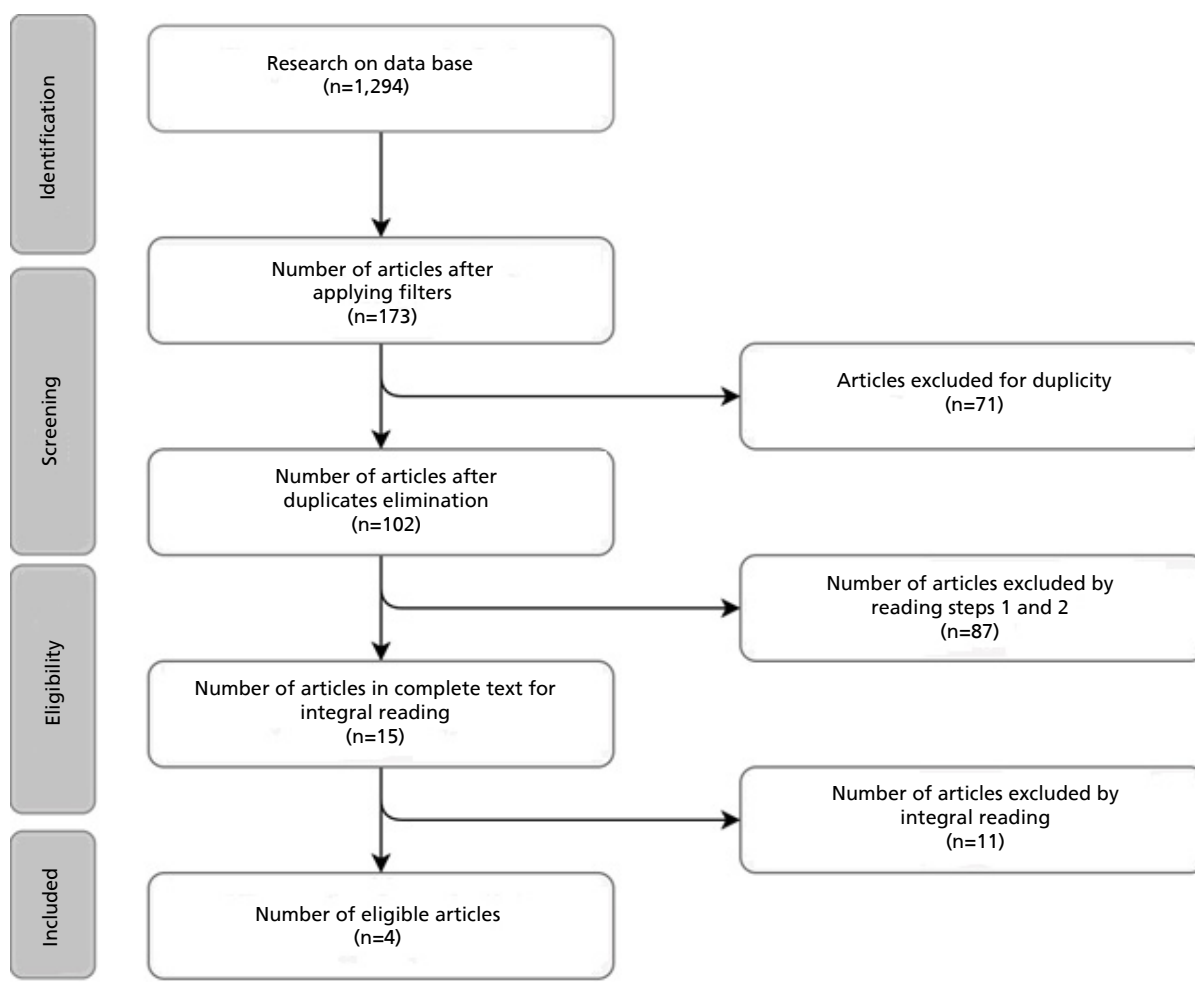 Identification
Research on data base
(n=1,294)
Screening
Number of articles after
applying filters
(n=173)
Articles excluded for duplicity
(n=71)
Number of articles after
duplicates elimination
(n=102)
Eligibility
Number of articles excluded by
reading steps 1 and 2
(n=87)
Number of articles in complete text for
integral reading
(n=15)
Number of articles excluded by
integral reading
(n=11)
Included
Number of eligible articles
(n=4)